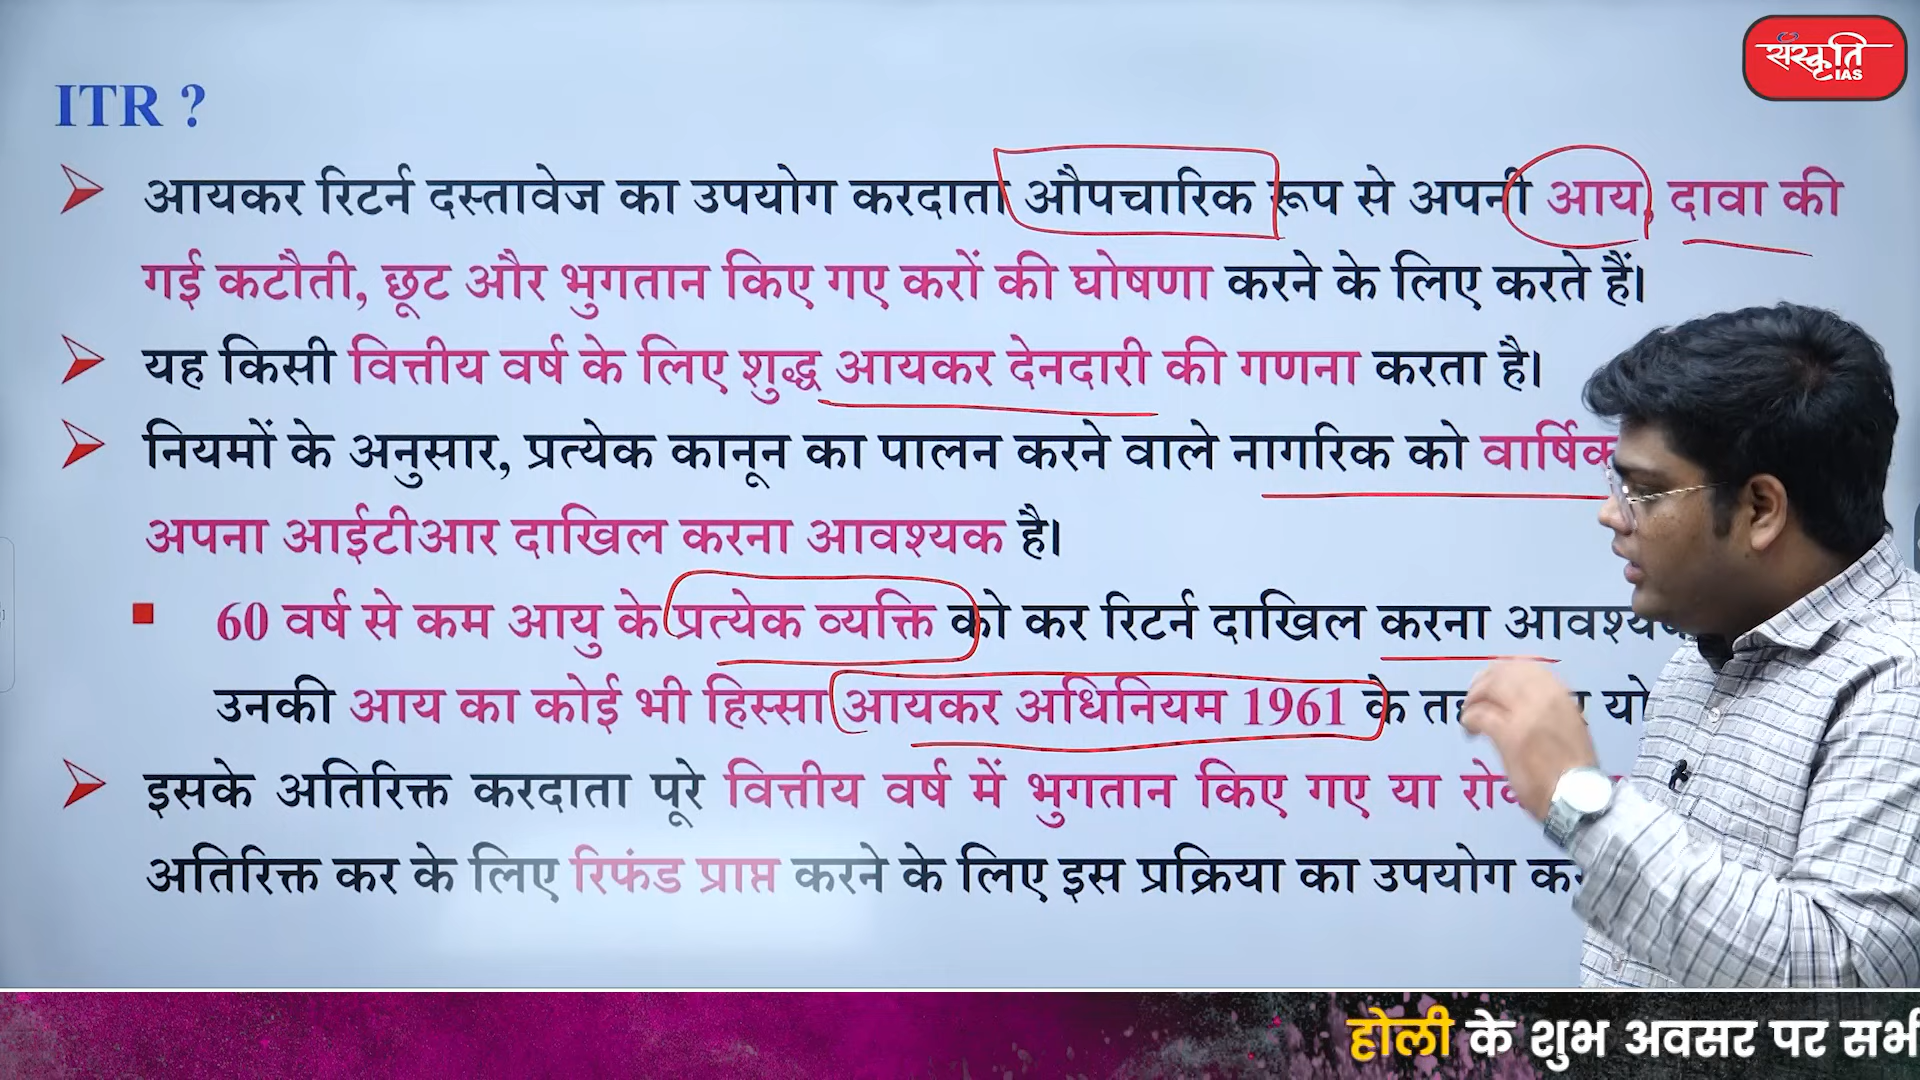 संस्कृति
IAS
ITR ?
आयकर रिटर्न दस्तावेज का उपयोग करदाता औपचारिक रूप से अपनी आय, दावा की
गई कटौती, छूट और भुगतान किए गए करों की घोषणा करने के लिए करते हैं।
यह किसी वित्तीय वर्ष के लिए शुद्ध आयकर देनदारी की गणना करता है।
नियमों के अनुसार, प्रत्येक कानून का पालन करने वाले नागरिक को वार्षिक
अपना आईटीआर दाखिल करना आवश्यक है।
60 वर्ष से कम आयु के प्रत्येक व्यक्ति को कर रिटर्न दाखिल करना
उनकी आय का कोई भी हिस्सा आयकर अधिनियम 1961 के
इसके अतिरिक्त करदाता पूरे वित्तीय वर्ष में भुगतान किए गए या
अतिरिक्त कर के लिए रिफंड प्राप्त करने के लिए इस प्रक्रिया का उपयोग
होली के शुभ अवसर पर सभी